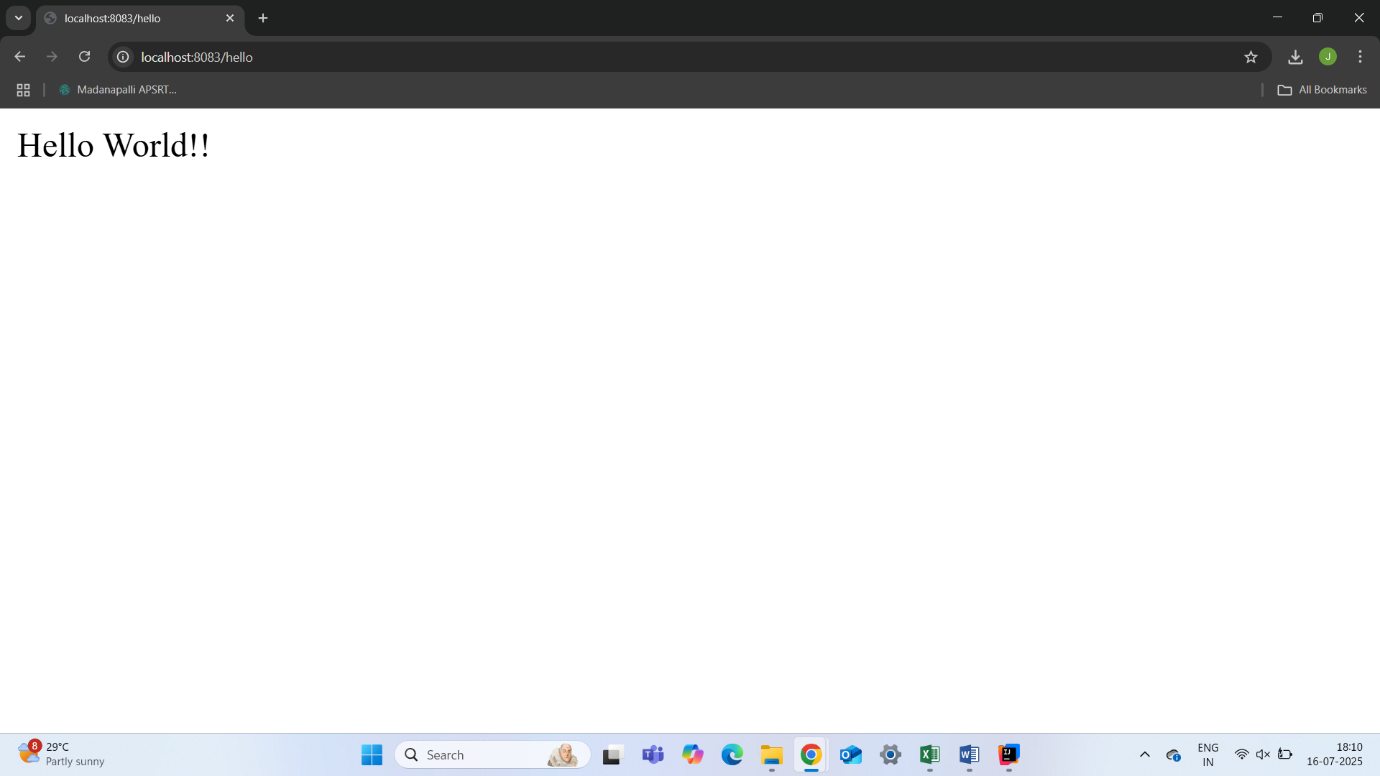 localhost:8083/hello
localhost:8083/hello
J
Madanapalli APSRT...
All Bookmarks
Hello World!!
8
29°C
Partly sunny
Search
ENG
IN
18:10
16-07-2025